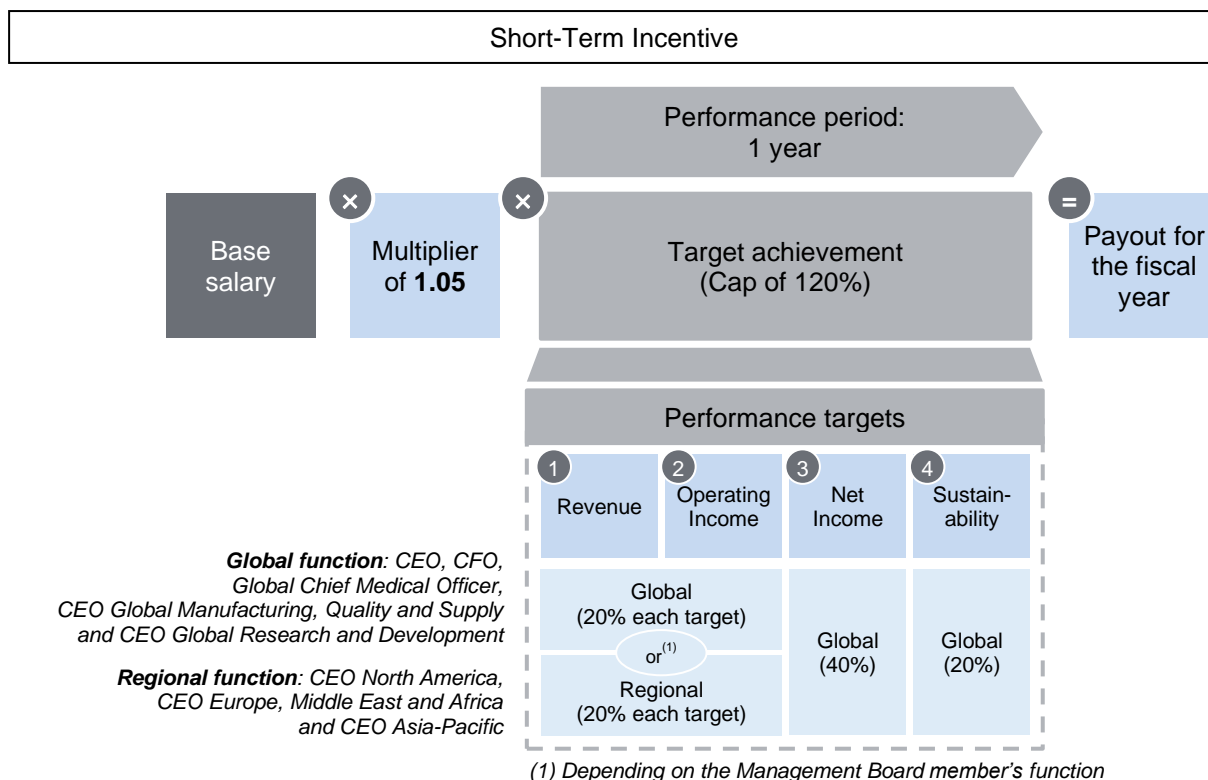 Short-Term Incentive
Performance period:
1 year
Base
salary
×
Multiplier
of 1.05
×
Target achievement
(Cap of 120%)
=
Payout for
the fiscal
year
Performance targets
1
Revenue
2
Operating
Income
3
Net
Income
4
Sustain-
ability
Global function: CEO, CFO,
Global Chief Medical Officer,
CEO Global Manufacturing, Quality and Supply
and CEO Global Research and Development
Global
(20% each target)
or(1)
Regional function: CEO North America,
CEO Europe, Middle East and Africa
and CEO Asia-Pacific
Regional
(20% each target)
Global
(40%)
Global
(20%)
(1) Depending on the Management Board member's function